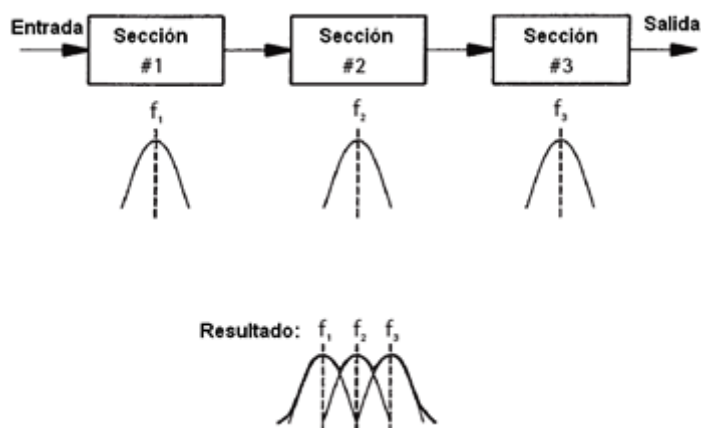 Entrada
Sección
#1
Sección
#2
Sección
#3
Salida
f₁
f₂
f₃
Resultado: f₁ f₂ f₃